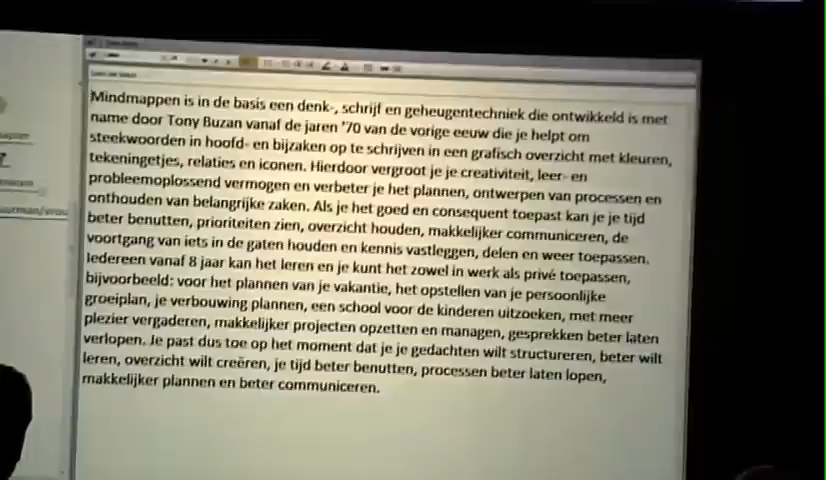 Mindmappen is in de basis een denk-, schrijf en geheugentechniek die ontwikkeld is met
name door Tony Buzan vanaf de jaren '70 van de vorige eeuw die je helpt om
steekwoorden in hoofd- en bijzaken op te schrijven in een grafisch overzicht met kleuren,
tekeningetjes, relaties en iconen. Hierdoor vergroot je je creativiteit, leer- en
probleemoplossend vermogen en verbeter je het plannen, ontwerpen van processen en
onthouden van belangrijke zaken. Als je het goed en consequent toepast kan je je tijd
beter benutten, prioriteiten zien, overzicht houden, makkelijker communiceren, de
voortgang van iets in de gaten houden en kennis vastleggen, delen en weer toepassen.
Iedereen vanaf 8 jaar kan het leren en je kunt het zowel in werk als privé toepassen,
bijvoorbeeld: voor het plannen van je vakantie, het opstellen van je persoonlijke
groeiplan, je verbouwing plannen, een school voor de kinderen uitzoeken, met meer
plezier vergaderen, makkelijker projecten opzetten en managen, gesprekken beter laten
verlopen. Je past dus toe op het moment dat je je gedachten wilt structureren, beter wilt
leren, overzicht wilt creëren, je tijd beter benutten, processen beter laten lopen,
makkelijker plannen en beter communiceren.